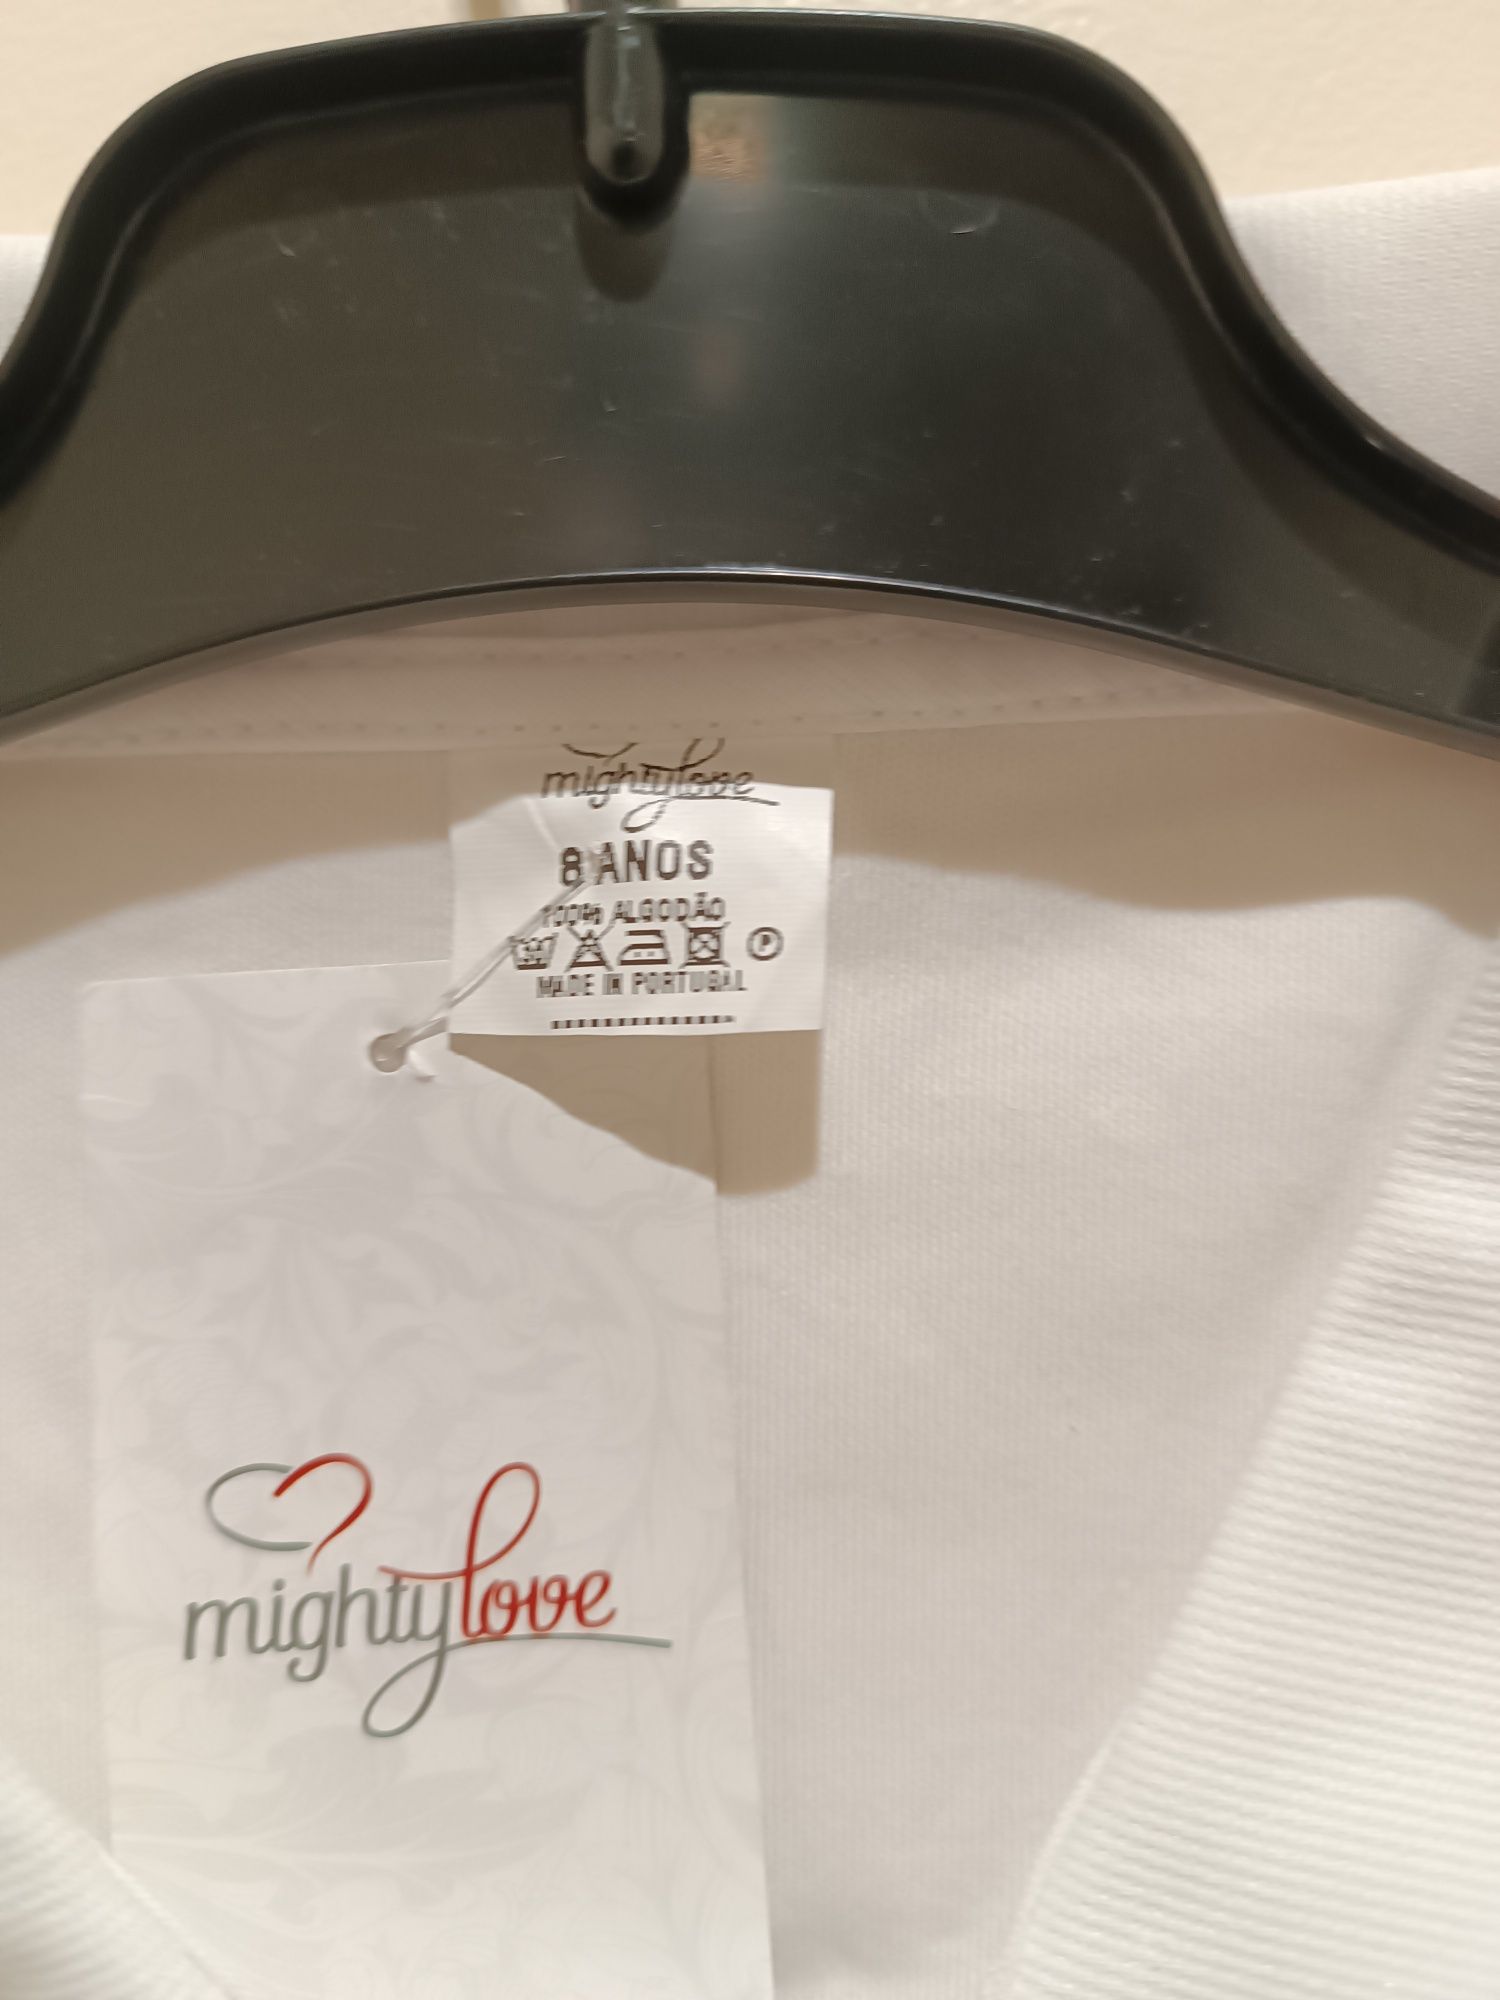 mightylove
8 ANOS
100% ALGODÃO
P
MADE IN PORTUGAL
mightylove